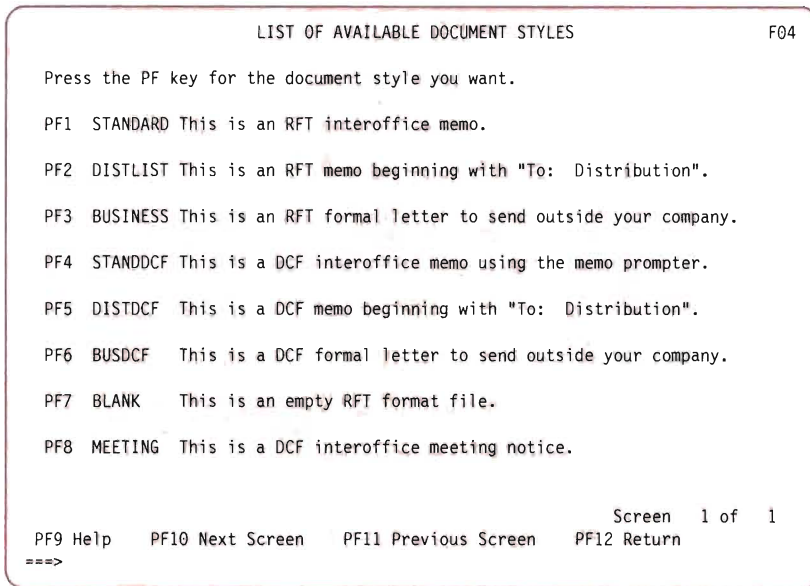 LIST OF AVAILABLE DOCUMENT STYLES F04
Press the PF key for the document style you want.
PF1 STANDARD This is an RFT interoffice memo.
PF2 DISTLIST This is an RFT memo beginning with "To: Distribution".
PF3 BUSINESS This is an RFT formal letter to send outside your company.
PF4 STANDDCF This is a DCF interoffice memo using the memo prompter.
PF5 DISTDCF This is a DCF memo beginning with "To: Distribution".
PF6 BUSDCF This is a DCF formal letter to send outside your company.
PF7 BLANK This is an empty RFT format file.
PF8 MEETING This is a DCF interoffice meeting notice.
Screen 1 of 1
PF9 Help PF10 Next Screen PF11 Previous Screen PF12 Return
===>